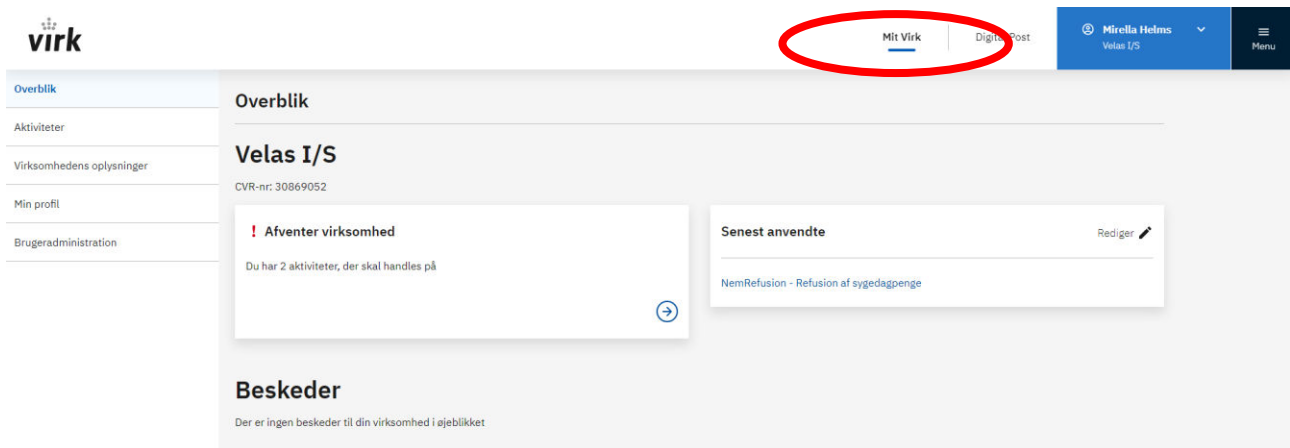 virk
Mit Virk
Digital Post
Mirella Helms
Velas I/S
Menu
Overblik
Aktiviteter
Virksomhedens oplysninger
Min profil
Brugeradministration
Overblik
Velas I/S
CVR-nr: 30869052
! Afventer virksomhed
Du har 2 aktiviteter, der skal handles på
Senest anvendte
Rediger
NemRefusion - Refusion af sygedagpenge
Beskeder
Der er ingen beskeder til din virksomhed i øjeblikket